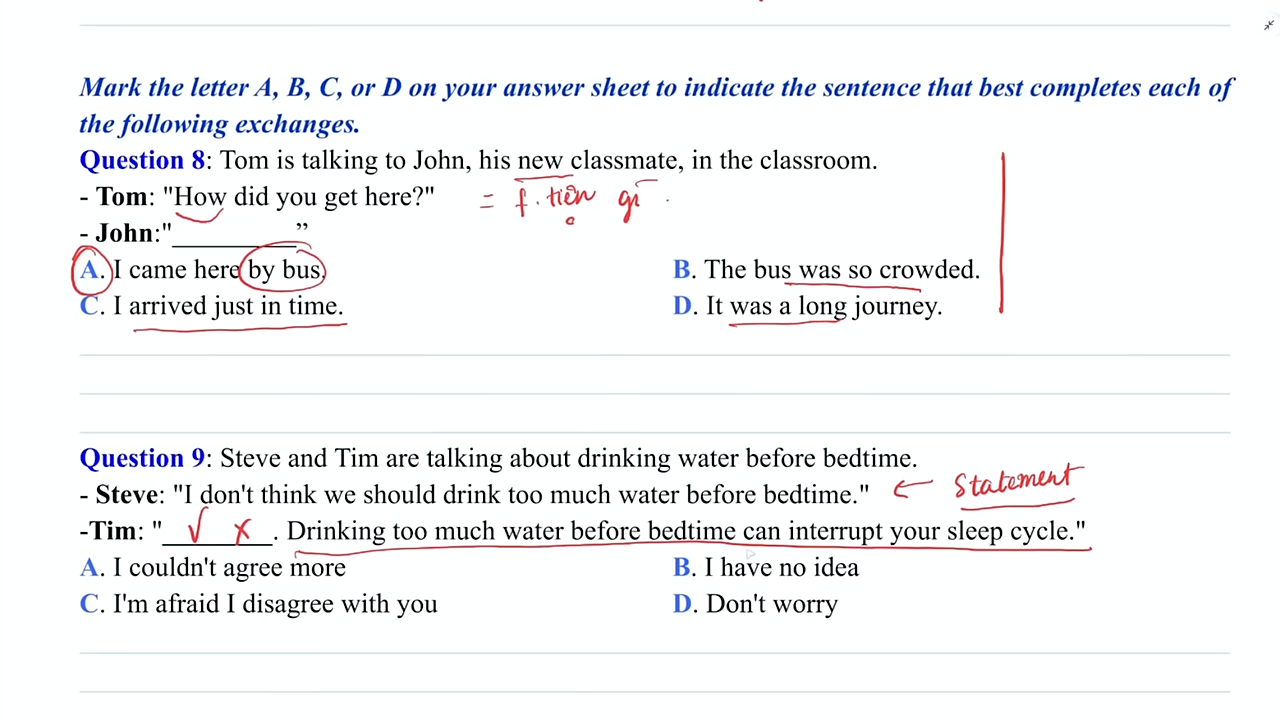 Mark the letter A, B, C, or D on your answer sheet to indicate the sentence that best completes each of
the following exchanges.
Question 8: Tom is talking to John, his new classmate, in the classroom.
- Tom: "How did you get here?" = f. tiện gì
- John:"__________”
A. I came here by bus. B. The bus was so crowded.
C. I arrived just in time. D. It was a long journey.
Question 9: Steve and Tim are talking about drinking water before bedtime.
- Steve: "I don't think we should drink too much water before bedtime." ← Statement
-Tim: "__√__x__. Drinking too much water before bedtime can interrupt your sleep cycle."
A. I couldn't agree more B. I have no idea
C. I'm afraid I disagree with you D. Don't worry